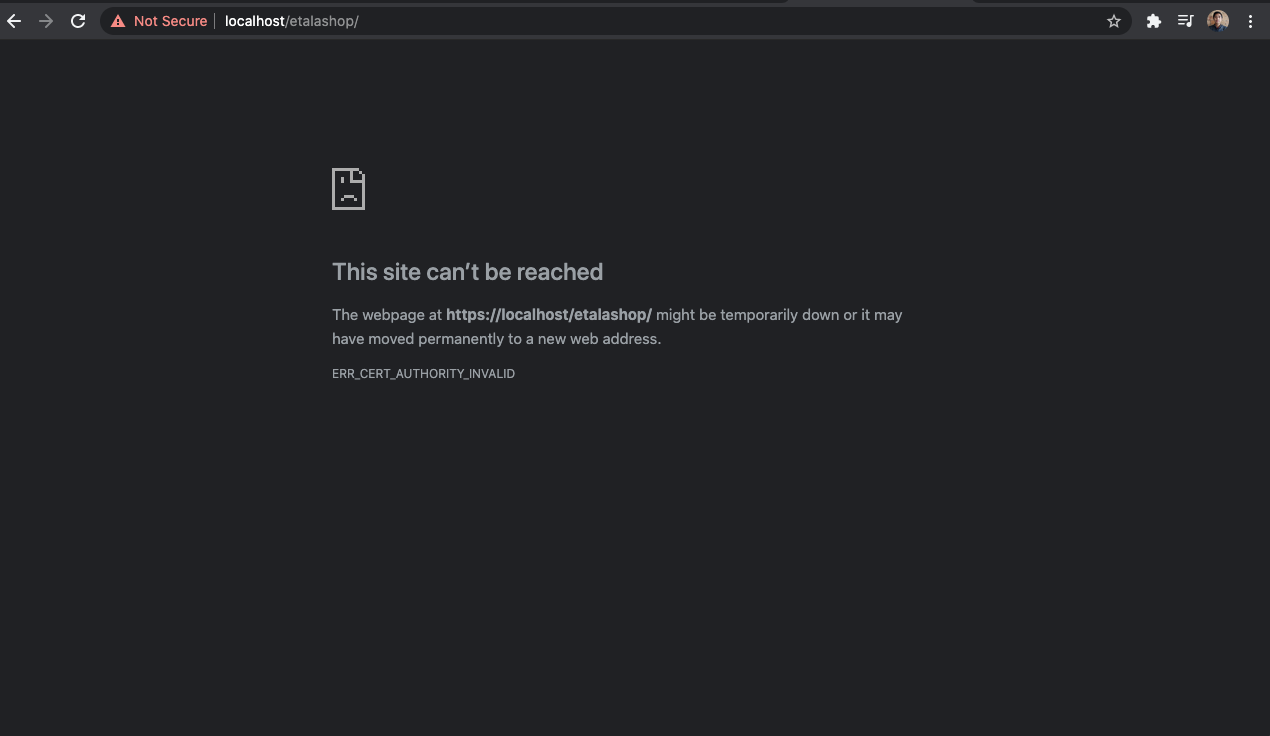 Not Secure localhost/etalashop/
This site can’t be reached
The webpage at https://localhost/etalashop/ might be temporarily down or it may
have moved permanently to a new web address.
ERR_CERT_AUTHORITY_INVALID